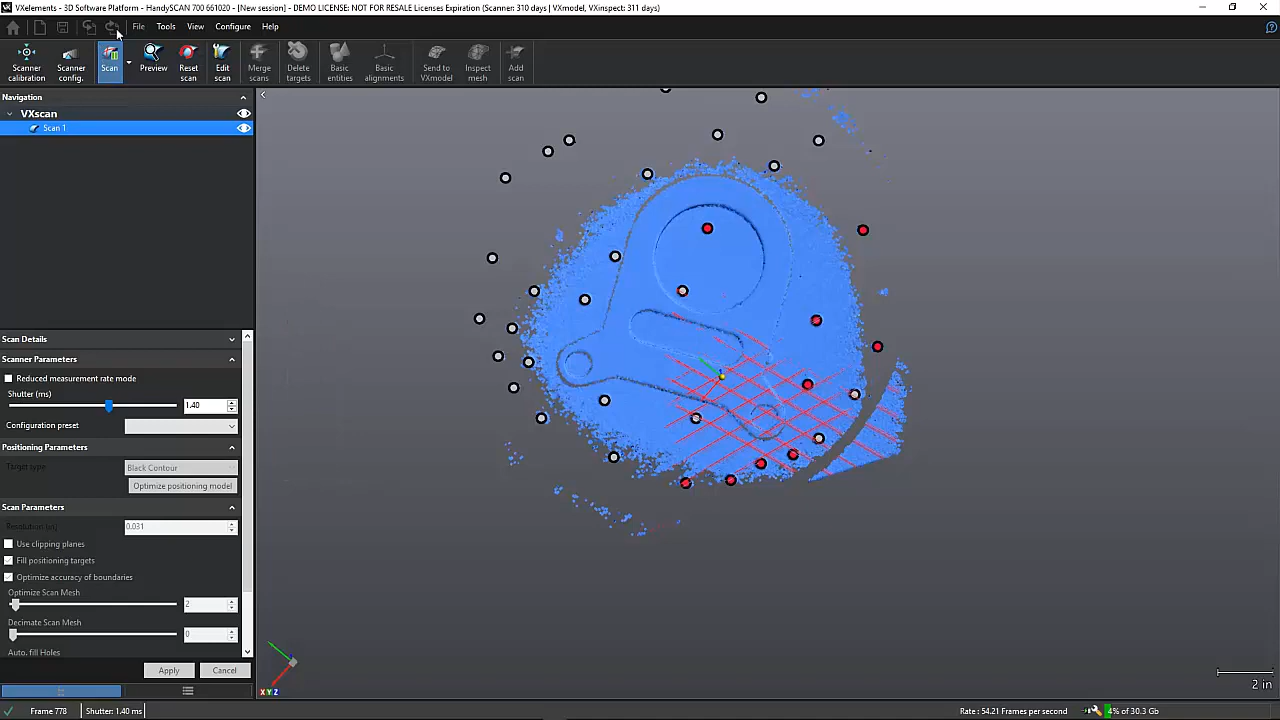 VXelements - 3D Software Platform - HandySCAN 700 661020 - [New session] - DEMO LICENSE: NOT FOR RESALE Licenses Expiration (Scanner: 310 days | VXmodel, VXinspect: 311 days)
File Tools View Configure Help
Scanner calibration
Scanner config.
Scan
Preview
Reset scan
Edit scan
Merge scans
Delete targets
Basic entities
Basic alignments
Send to VXmodel
Inspect mesh
Add scan
Navigation
VXscan
Scan 1
Scan Details
Scanner Parameters
Reduced measurement rate mode
Shutter (ms)
1.40
Configuration preset
Positioning Parameters
Target type Black Contour
Optimize positioning model
Scan Parameters
Resolution (in) 0.031
Use clipping planes
Fill positioning targets
Optimize accuracy of boundaries
Optimize Scan Mesh
2
Decimate Scan Mesh
0
Auto. fill Holes
Apply Cancel
X Y Z
2 in
Frame 778 Shutter: 1.40 ms Rate : 54.21 Frames per second 4% of 30.3 Gb